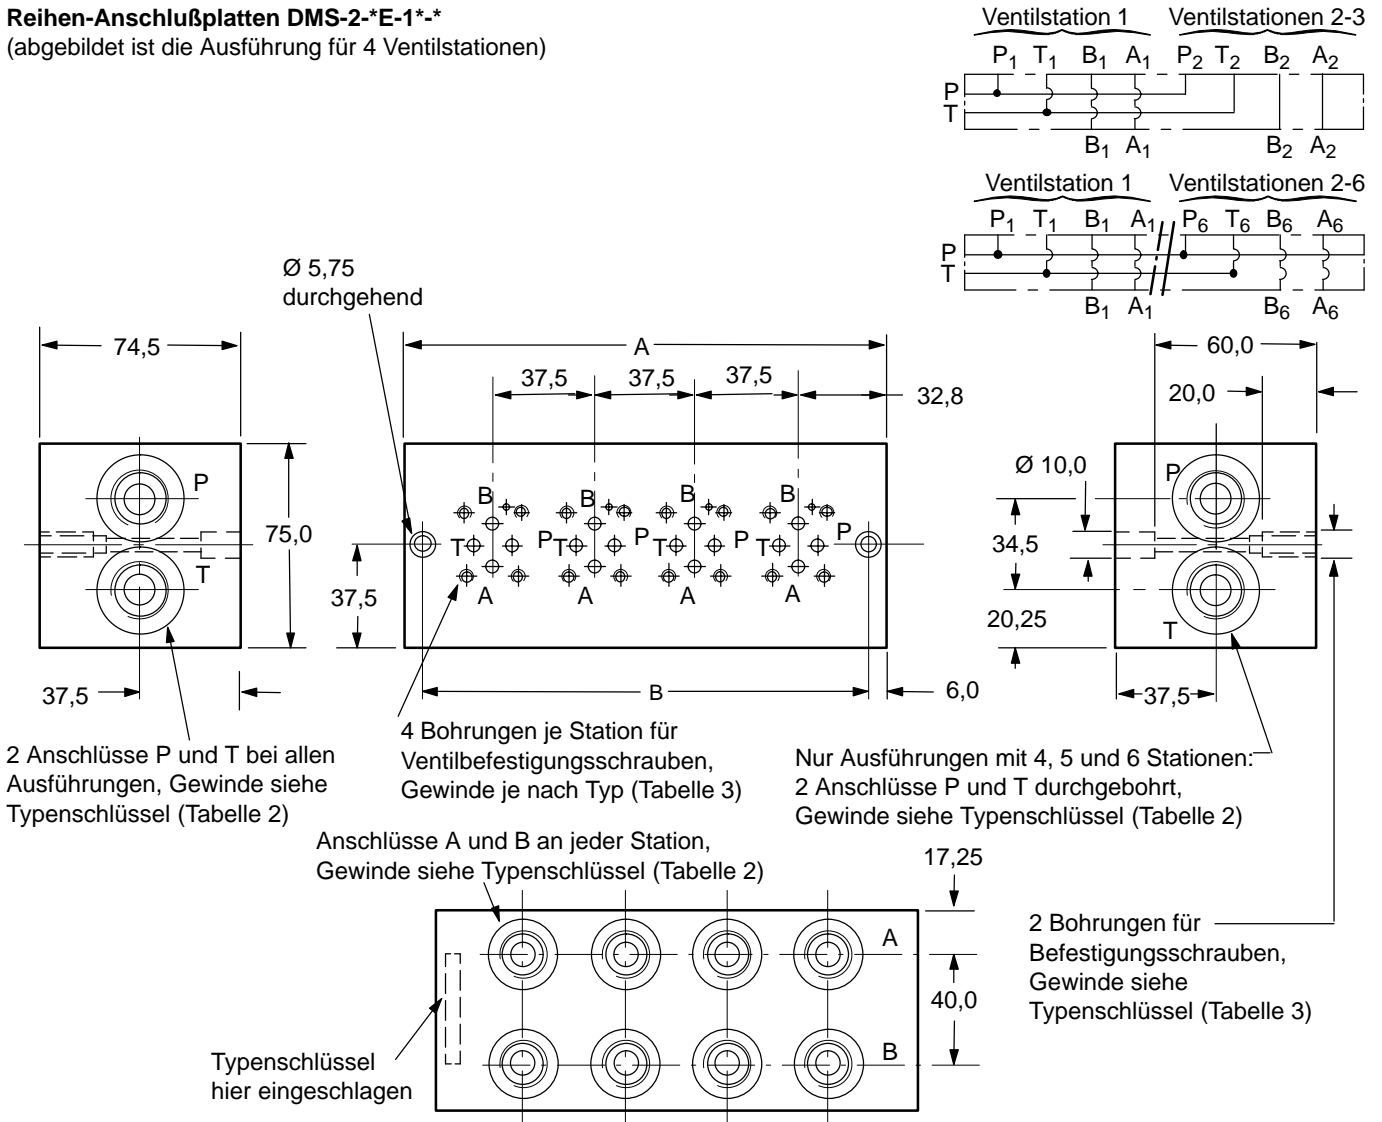 Reihen-Anschlußplatten DMS-2-*E-1*-*
(abgebildet ist die Ausführung für 4 Ventilstationen)
Ventilstation 1 Ventilstationen 2-3
P1 T1 B1 A1 P2 T2 B2 A2
P
T
B1 A1 B2 A2
Ventilstation 1 Ventilstationen 2-6
P1 T1 B1 A1 P6 T6 B6 A6
P
T
B1 A1 B6 A6
Ø 5,75
durchgehend
74,5
A
60,0
37,5 37,5 37,5
32,8
20,0
P
T
75,0
37,5
B B B B
T P T P T P T P
A A A A
37,5
B
6,0
Ø 10,0
34,5
20,25
P
T
37,5
2 Anschlüsse P und T bei allen
Ausführungen, Gewinde siehe
Typenschlüssel (Tabelle 2)
4 Bohrungen je Station für
Ventilbefestigungsschrauben,
Gewinde je nach Typ (Tabelle 3)
Nur Ausführungen mit 4, 5 und 6 Stationen:
2 Anschlüsse P und T durchgebohrt,
Gewinde siehe Typenschlüssel (Tabelle 2)
Anschlüsse A und B an jeder Station,
Gewinde siehe Typenschlüssel (Tabelle 2)
17,25
A
40,0
B
2 Bohrungen für
Befestigungsschrauben,
Gewinde siehe
Typenschlüssel (Tabelle 3)
Typenschlüssel
hier eingeschlagen